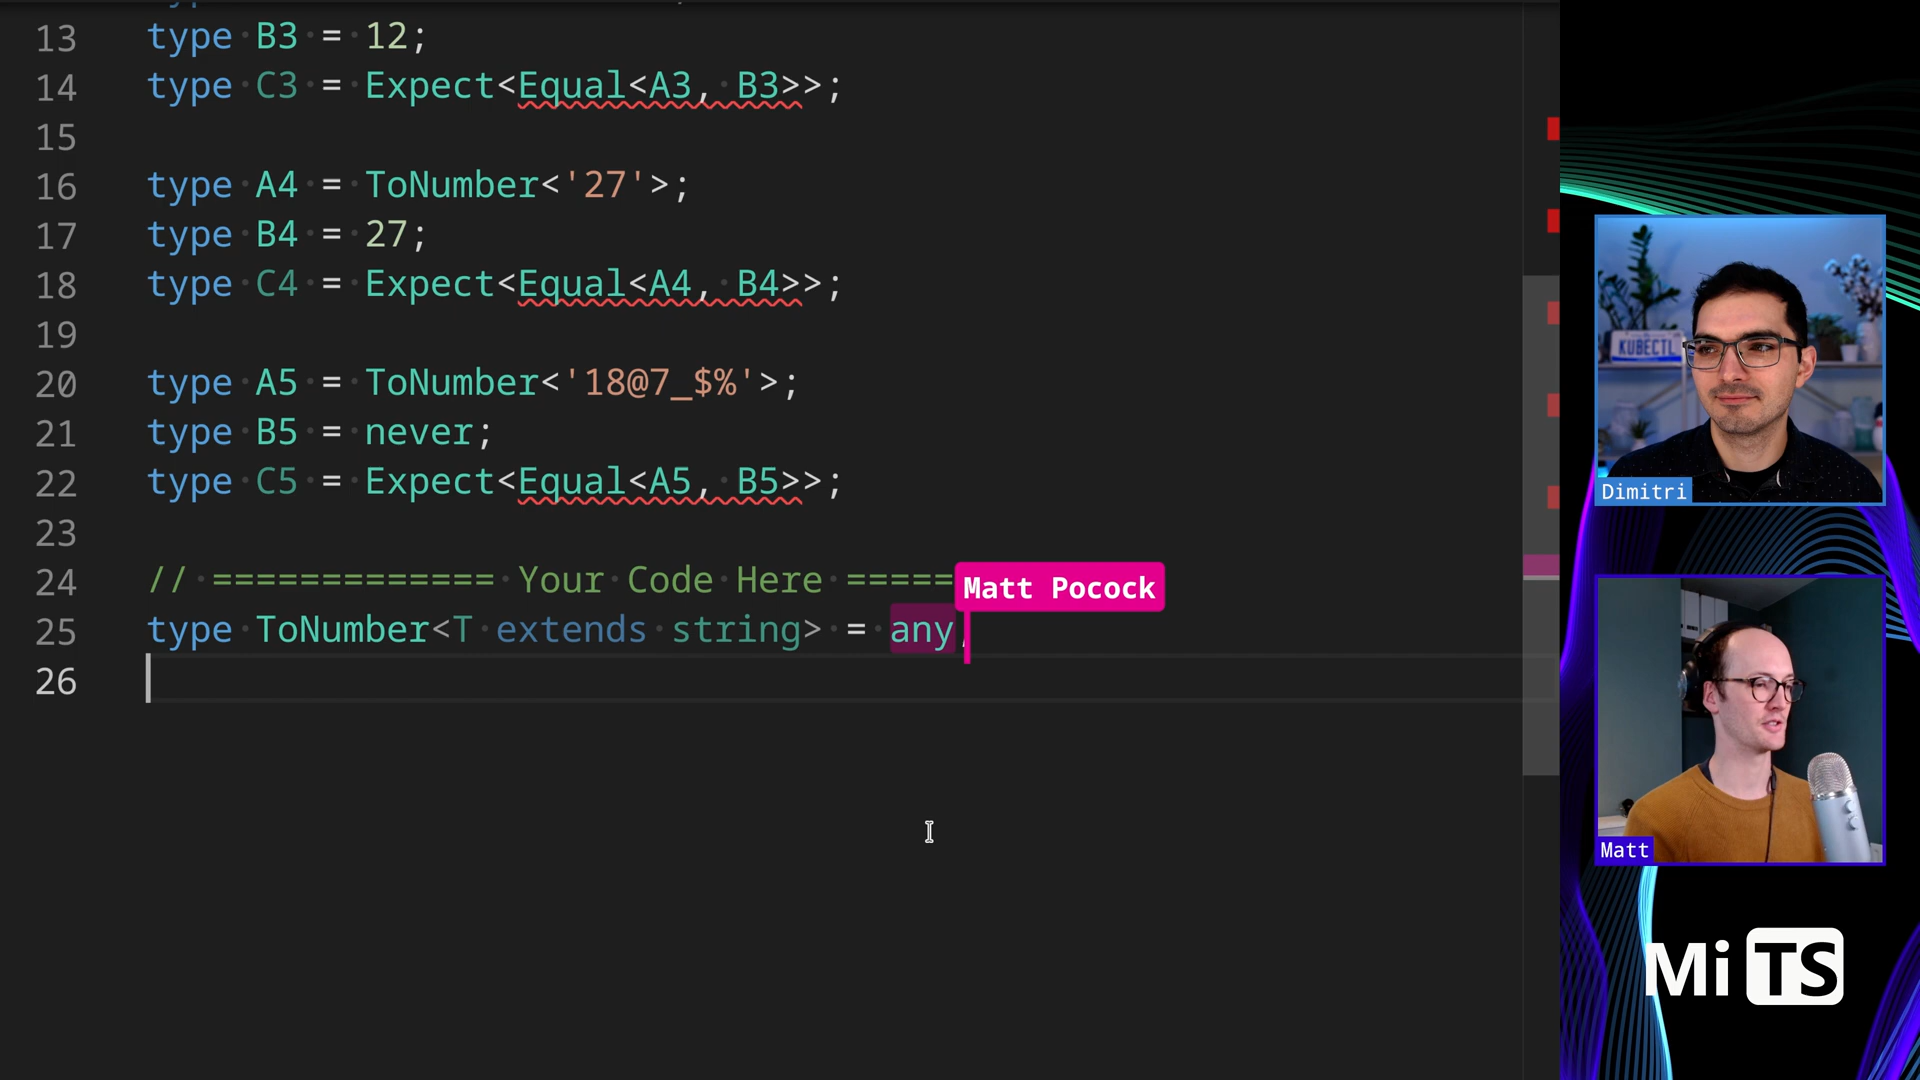 13 type B3 = 12;
14 type C3 = Expect<Equal<A3, B3>>;
15
16 type A4 = ToNumber<'27'>;
17 type B4 = 27;
18 type C4 = Expect<Equal<A4, B4>>;
19
20 type A5 = ToNumber<'18@7_$%'>;
21 type B5 = never;
22 type C5 = Expect<Equal<A5, B5>>;
23
24 // ============= Your Code Here =====
Matt Pocock
25 type ToNumber<T extends string> = any;
26
KUBECTL
Dimitri
Matt
Mi TS